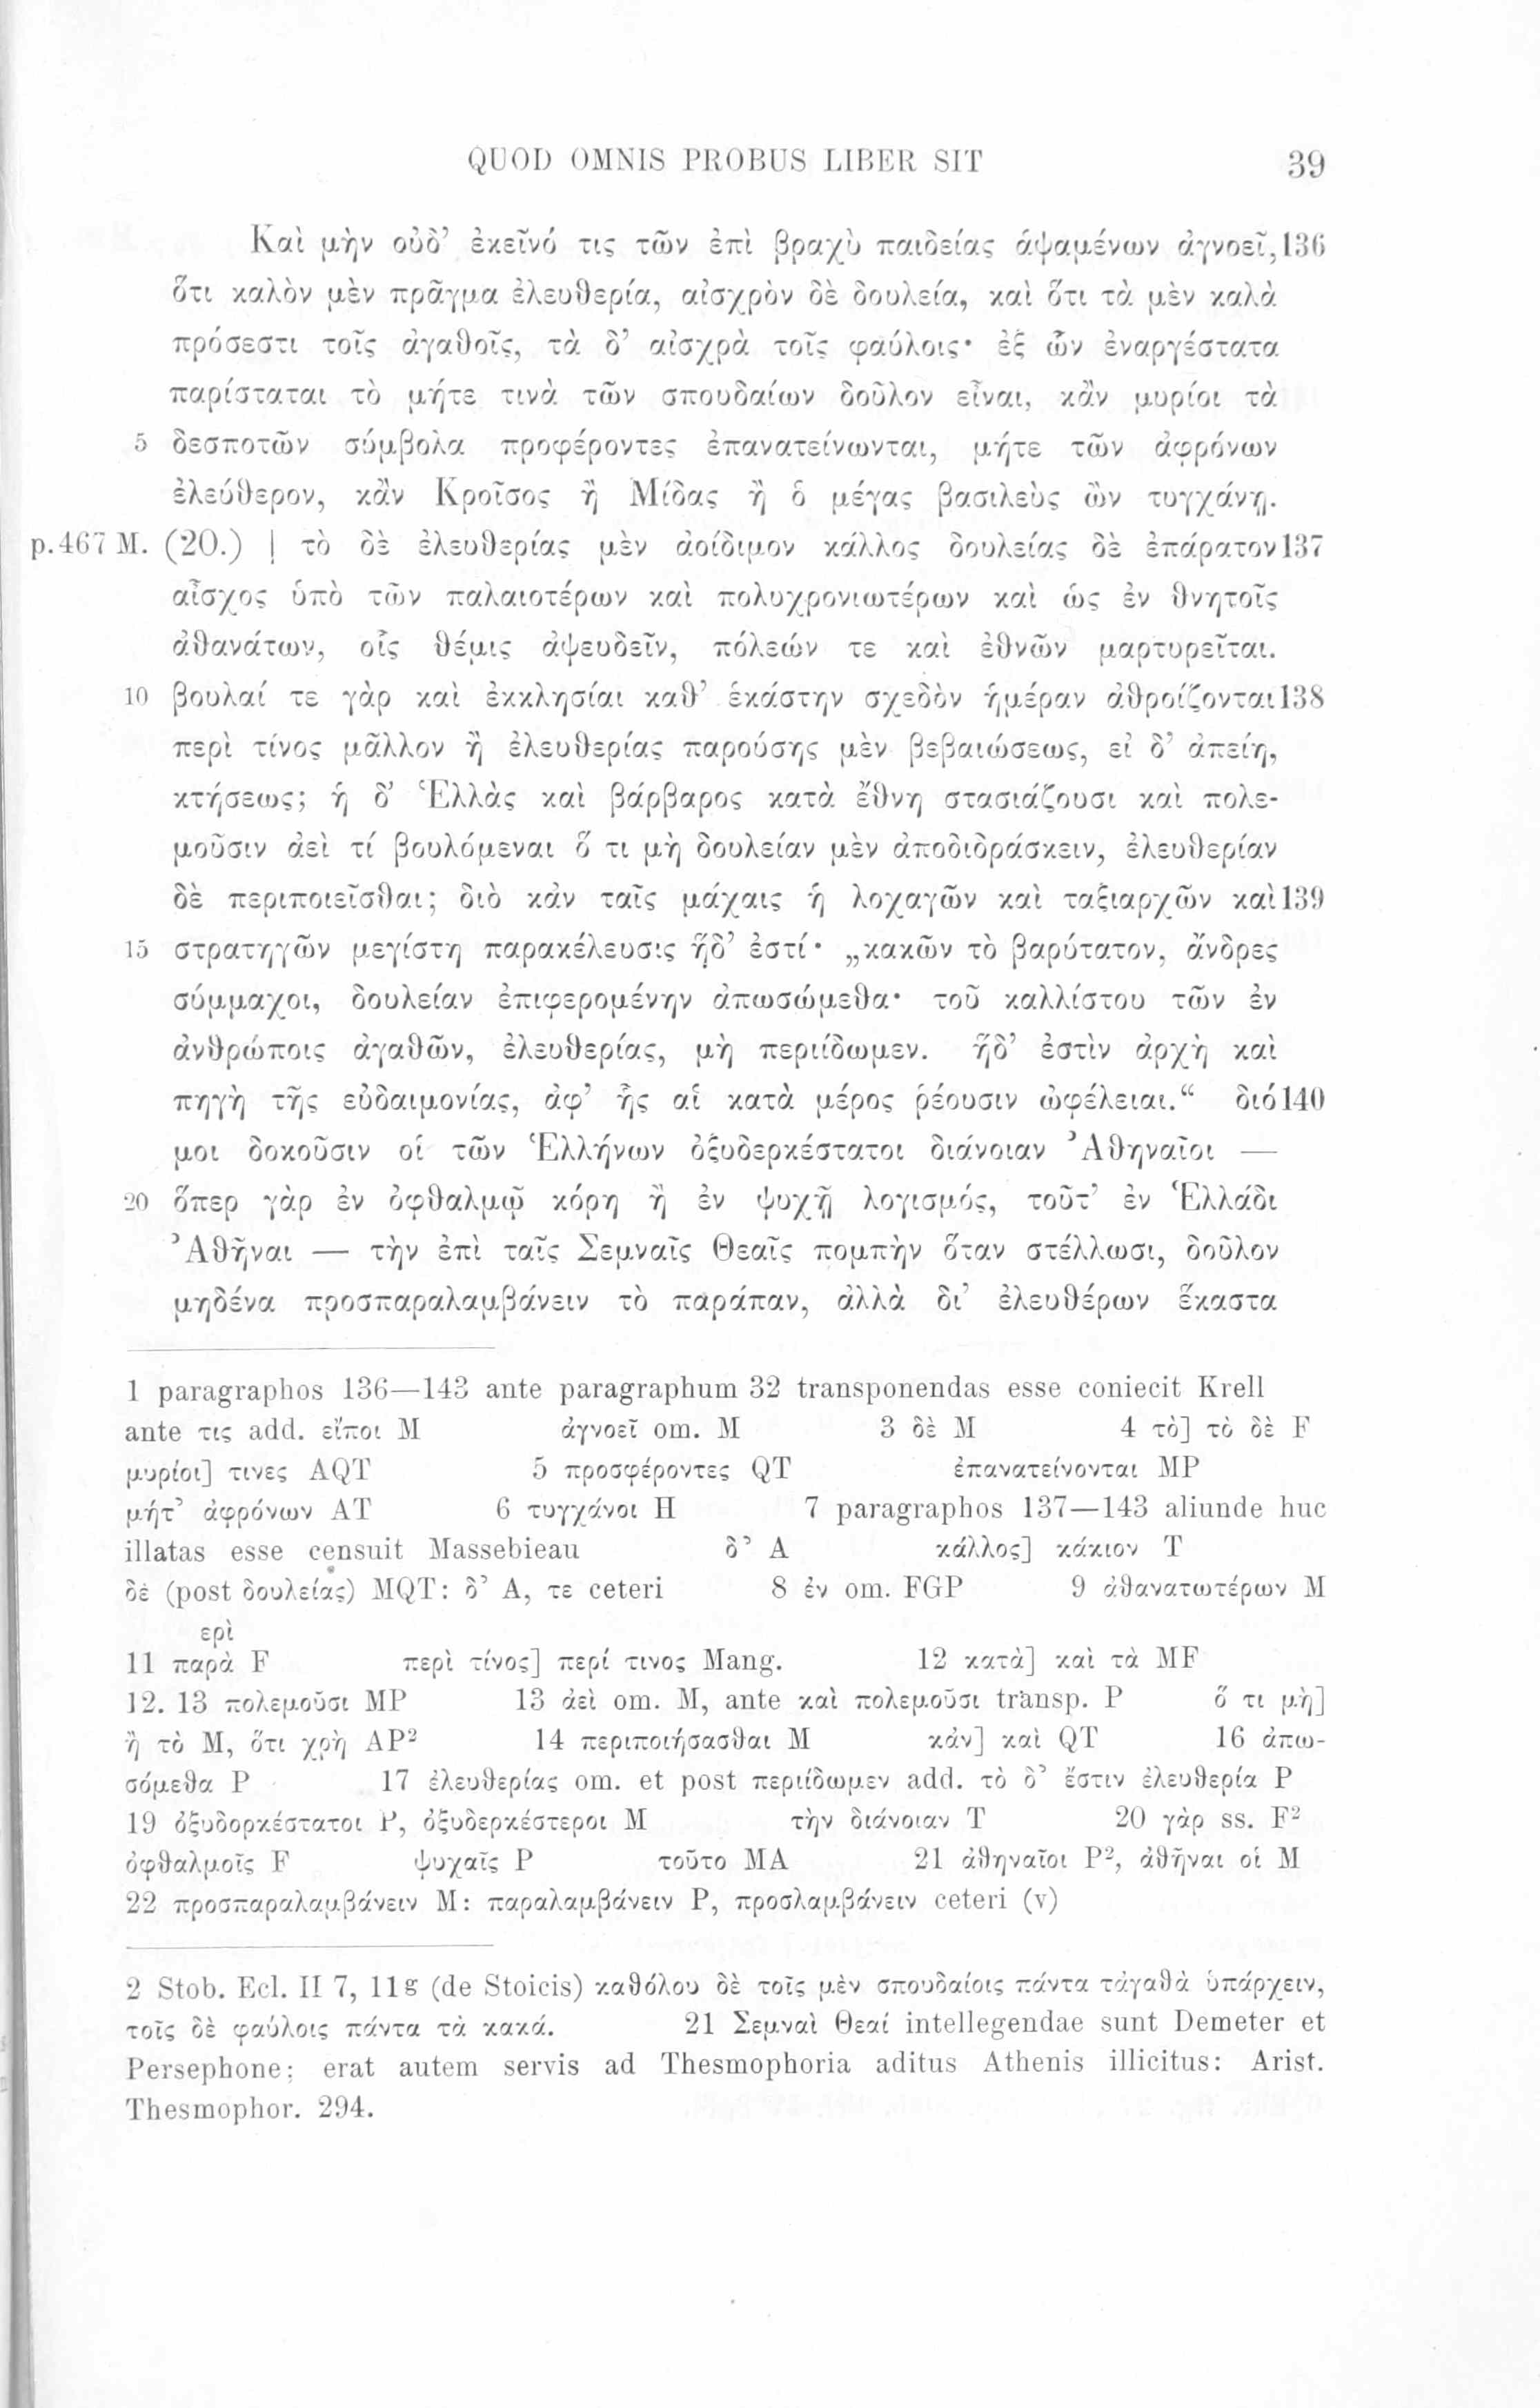 QUOD OMNIS PROBUS LIBER SIT 39
Καὶ μὴν οὐδ’ ἐκεῖνό τις τῶν ἐπὶ βραχὺ παιδείας ἁψαμένων ἀγνοεῖ, 136
ὅτι καλὸν μὲν πρᾶγμα ἐλευθερία, αἰσχρὸν δὲ δουλεία, καὶ ὅτι τὰ μὲν καλὰ
πρόσεστι τοῖς ἀγαθοῖς, τὰ δ’ αἰσχρὰ τοῖς φαύλοις· ἐξ ὧν ἐναργέστατα
παρίσταται τὸ μήτε τινὰ τῶν σπουδαίων δοῦλον εἶναι, κἂν μυρίοι τὰ
5 δεσποτῶν σύμβολα προφέροντες ἐπανατείνωνται, μήτε τῶν ἀφρόνων
ἐλεύθερον, κἂν Κροῖσος ἢ Μίδας ἢ ὁ μέγας βασιλεὺς ὢν τυγχάνῃ.
p. 467 M. (20.) | τὸ δὲ ἐλευθερίας μὲν ἀοίδιμον κάλλος δουλείας δὲ ἐπάρατον 137
αἶσχος ὑπὸ τῶν παλαιοτέρων καὶ πολυχρονιωτέρων καὶ ὡς ἐν θνητοῖς
ἀθανάτων, οἷς θέμις ἀψευδεῖν, πόλεών τε καὶ ἐθνῶν μαρτυρεῖται.
10 βουλαί τε γὰρ καὶ ἐκκλησίαι καθ’ ἑκάστην σχεδὸν ἡμέραν ἀθροίζονται 138
περὶ τίνος μᾶλλον ἢ ἐλευθερίας παρούσης μὲν βεβαιώσεως, εἰ δ’ ἀπείη,
κτήσεως; ἡ δ’ Ἑλλὰς καὶ βάρβαρος κατὰ ἔθνη στασιάζουσι καὶ πολε-
μοῦσιν ἀεὶ τί βουλόμεναι ὅ τι μὴ δουλείαν μὲν ἀποδιδράσκειν, ἐλευθερίαν
δὲ περιποιεῖσθαι; διὸ κἀν ταῖς μάχαις ἡ λοχαγῶν καὶ ταξιαρχῶν καὶ 139
15 στρατηγῶν μεγίστη παρακέλευσις ἥδ’ ἐστί· „κακῶν τὸ βαρύτατον, ἄνδρες
σύμμαχοι, δουλείαν ἐπιφερομένην ἀπωσώμεθα· τοῦ καλλίστου τῶν ἐν
ἀνθρώποις ἀγαθῶν, ἐλευθερίας, μὴ περιίδωμεν. ἥδ’ ἐστὶν ἀρχὴ καὶ
πηγὴ τῆς εὐδαιμονίας, ἀφ’ ἧς αἱ κατὰ μέρος ῥέουσιν ὠφέλειαι.“ διό 140
μοι δοκοῦσιν οἱ τῶν Ἑλλήνων ὀξυδερκέστατοι διάνοιαν Ἀθηναῖοι —
20 ὅπερ γὰρ ἐν ὀφθαλμῷ κόρη ἢ ἐν ψυχῇ λογισμός, τοῦτ’ ἐν Ἑλλάδι
Ἀθῆναι — τὴν ἐπὶ ταῖς Σεμναῖς Θεαῖς πομπὴν ὅταν στέλλωσι, δοῦλον
μηδένα προσπαραλαμβάνειν τὸ παράπαν, ἀλλὰ δι’ ἐλευθέρων ἕκαστα
1 paragraphos 136—143 ante paragraphum 32 transponendas esse coniecit Krell
ante τις add. εἴποι M ἀγνοεῖ om. M 3 δὲ M 4 τὸ] τὸ δὲ F
μυρίοι] τινες AQT 5 προσφέροντες QT ἐπανατείνονται MP
μήτ’ ἀφρόνων AT 6 τυγχάνοι H 7 paragraphos 137—143 aliunde huc
illatas esse censuit Massebieau δ’ A κάλλος] κάκιον T
δὲ (post δουλείας) MQT: δ’ A, τε ceteri 8 ἐν om. FGP 9 ἀθανατωτέρων M
ερὶ
11 παρὰ F περὶ τίνος] περί τινος Mang. 12 κατὰ] καὶ τὰ MF
12. 13 πολεμοῦσι MP 13 ἀεὶ om. M, ante καὶ πολεμοῦσι transp. P ὅ τι μὴ]
ἢ τὸ M, ὅτι χρὴ AP² 14 περιποιήσασθαι M κἀν] καὶ QT 16 ἀπω-
σόμεθα P 17 ἐλευθερίας om. et post περιίδωμεν add. τὸ δ’ ἔστιν ἐλευθερία P
19 ὀξυδορκέστατοι P, ὀξυδερκέστεροι M τὴν διάνοιαν T 20 γὰρ ss. F²
ὀφθαλμοῖς F ψυχαῖς P τοῦτο MA 21 ἀθηναῖοι P², ἀθῆναι οἱ M
22 προσπαραλαμβάνειν M: παραλαμβάνειν P, προσλαμβάνειν ceteri (v)
2 Stob. Ecl. II 7, 11g (de Stoicis) καθόλου δὲ τοῖς μὲν σπουδαίοις πάντα τἀγαθὰ ὑπάρχειν,
τοῖς δὲ φαύλοις πάντα τὰ κακά. 21 Σεμναὶ Θεαί intellegendae sunt Demeter et
Persephone; erat autem servis ad Thesmophoria aditus Athenis illicitus: Arist.
Thesmophor. 294.